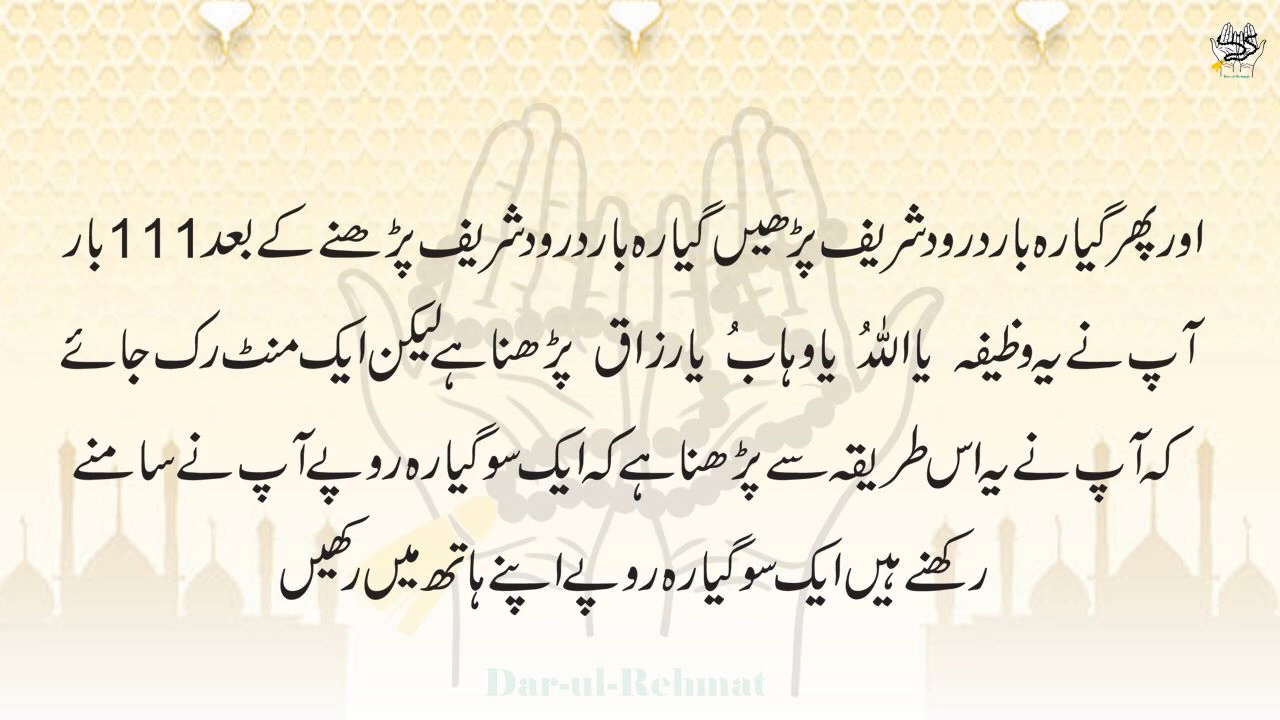 اور پھر گیارہ بار درود شریف پڑھیں گیارہ بار درود شریف پڑھنے کے بعد 111 بار
آپ نے یہ وظیفہ یا اللہُ یا وہابُ یا رزاق پڑھنا ہے لیکن ایک منٹ رک جائے
کہ آپ نے یہ اس طریقہ سے پڑھنا ہے کہ ایک سو گیارہ روپے آپ نے سامنے
رکھنے ہیں ایک سو گیارہ روپے اپنے ہاتھ میں رکھیں
Dar-ul-Rehmat
Dar-ul-Rehmat